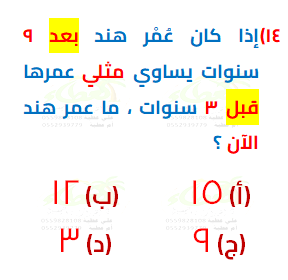 ١٤)إذا كان عُمْر هند بعد ٩
سنوات يساوي مثلي عمرها
قبل ٣ سنوات ، ما عمر هند
الآن ؟
(أ) ١٥ (ب) ١٢
(ج) ٩ (د) ٣